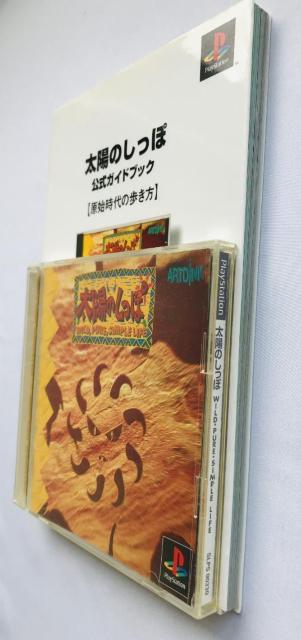 PlayStation
太陽のしっぽ
公式ガイドブック
【原始時代の歩き方】
太陽のしっぽ
WILD, PURE, SIMPLE LIFE
ARTDINK
PlayStation
PlayStation
太陽のしっぽ
WILD・PURE・SIMPLE LIFE
SLPS 00339